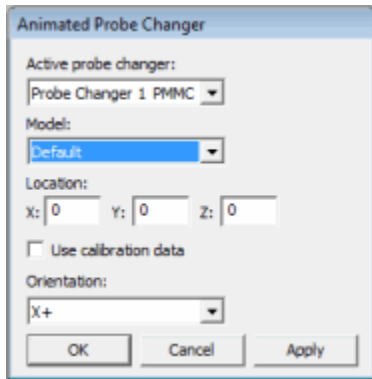 Animated Probe Changer
Active probe changer:
Probe Changer 1 PMMC
Model:
Default
Location:
X: 0 Y: 0 Z: 0
Use calibration data
Orientation:
X+
OK Cancel Apply